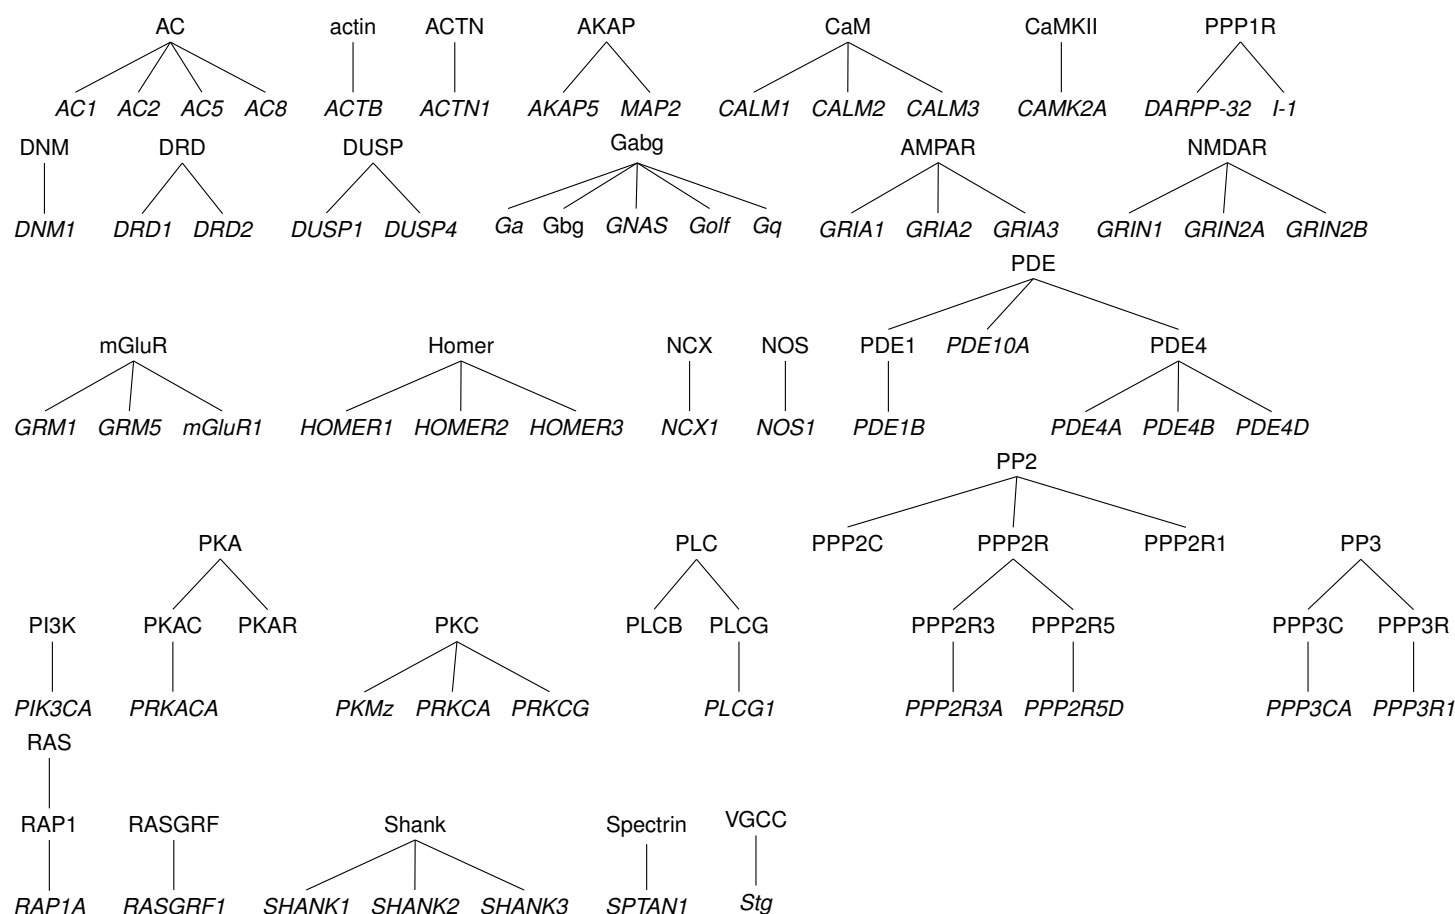 AC actin ACTN AKAP CaM CaMKII PPP1R
AC1 AC2 AC5 AC8 ACTB ACTN1 AKAP5 MAP2 CALM1 CALM2 CALM3 CAMK2A DARPP-32 I-1
DNM DRD DUSP Gabg AMPAR NMDAR
DNM1 DRD1 DRD2 DUSP1 DUSP4 Ga Gbg GNAS Golf Gq GRIA1 GRIA2 GRIA3 GRIN1 GRIN2A GRIN2B
PDE
mGluR Homer NCX NOS PDE1 PDE10A PDE4
GRM1 GRM5 mGluR1 HOMER1 HOMER2 HOMER3 NCX1 NOS1 PDE1B PDE4A PDE4B PDE4D
PP2
PKA PLC PPP2C PPP2R PPP2R1 PP3
PI3K PKAC PKAR PKC PLCB PLCG PPP2R3 PPP2R5 PPP3C PPP3R
PIK3CA PRKACA PKMz PRKCA PRKCG PLCG1 PPP2R3A PPP2R5D PPP3CA PPP3R1
RAS
RAP1 RASGRF Shank Spectrin VGCC
RAP1A RASGRF1 SHANK1 SHANK2 SHANK3 SPTAN1 Stg